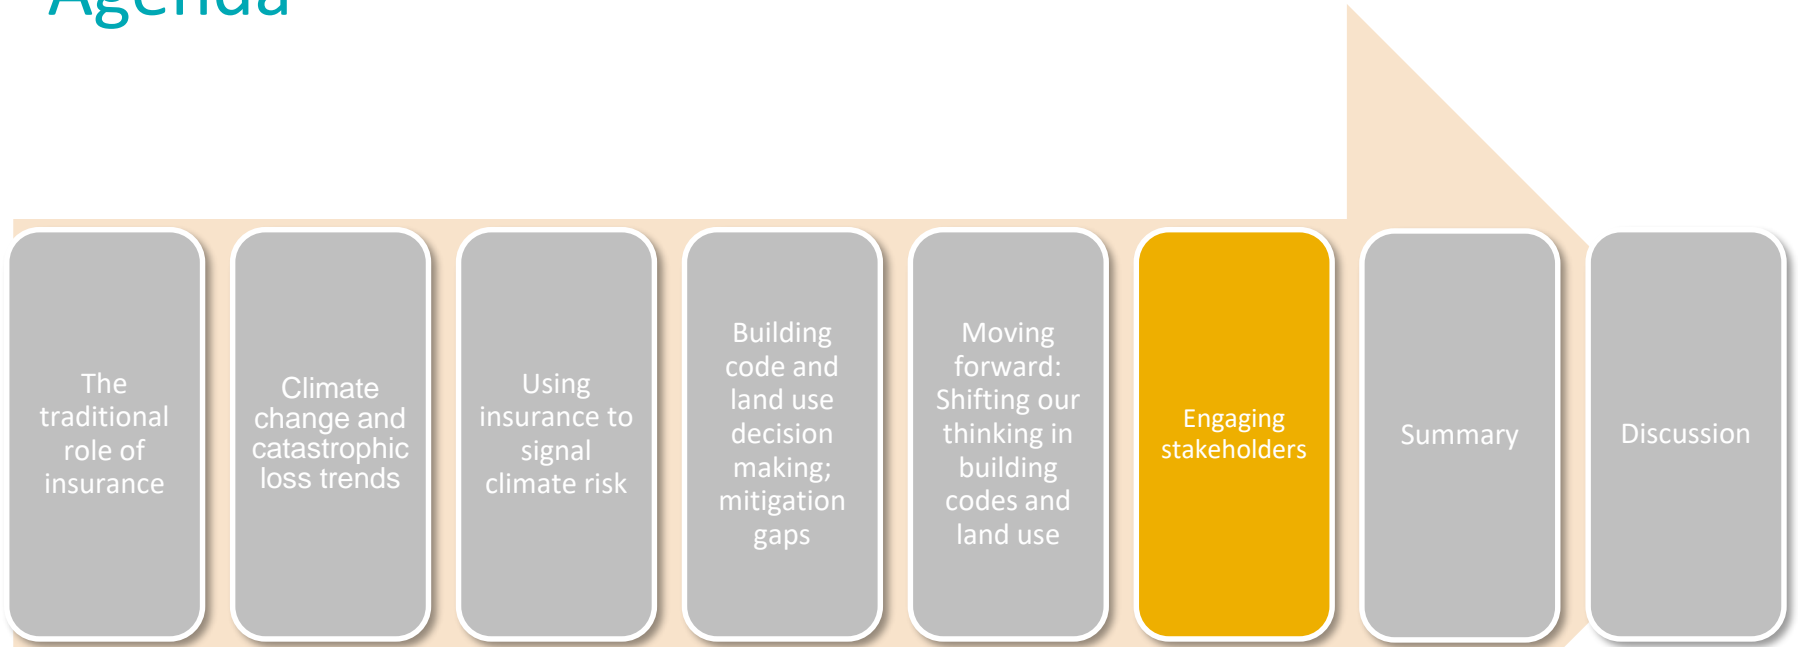 Agenda
The
traditional
role of
insurance
Climate
change and
catastrophic
loss trends
Using
insurance to
signal
climate risk
Building
code and
land use
decision
making;
mitigation
gaps
Moving
forward:
Shifting our
thinking in
building
codes and
land use
Engaging
stakeholders
Summary
Discussion